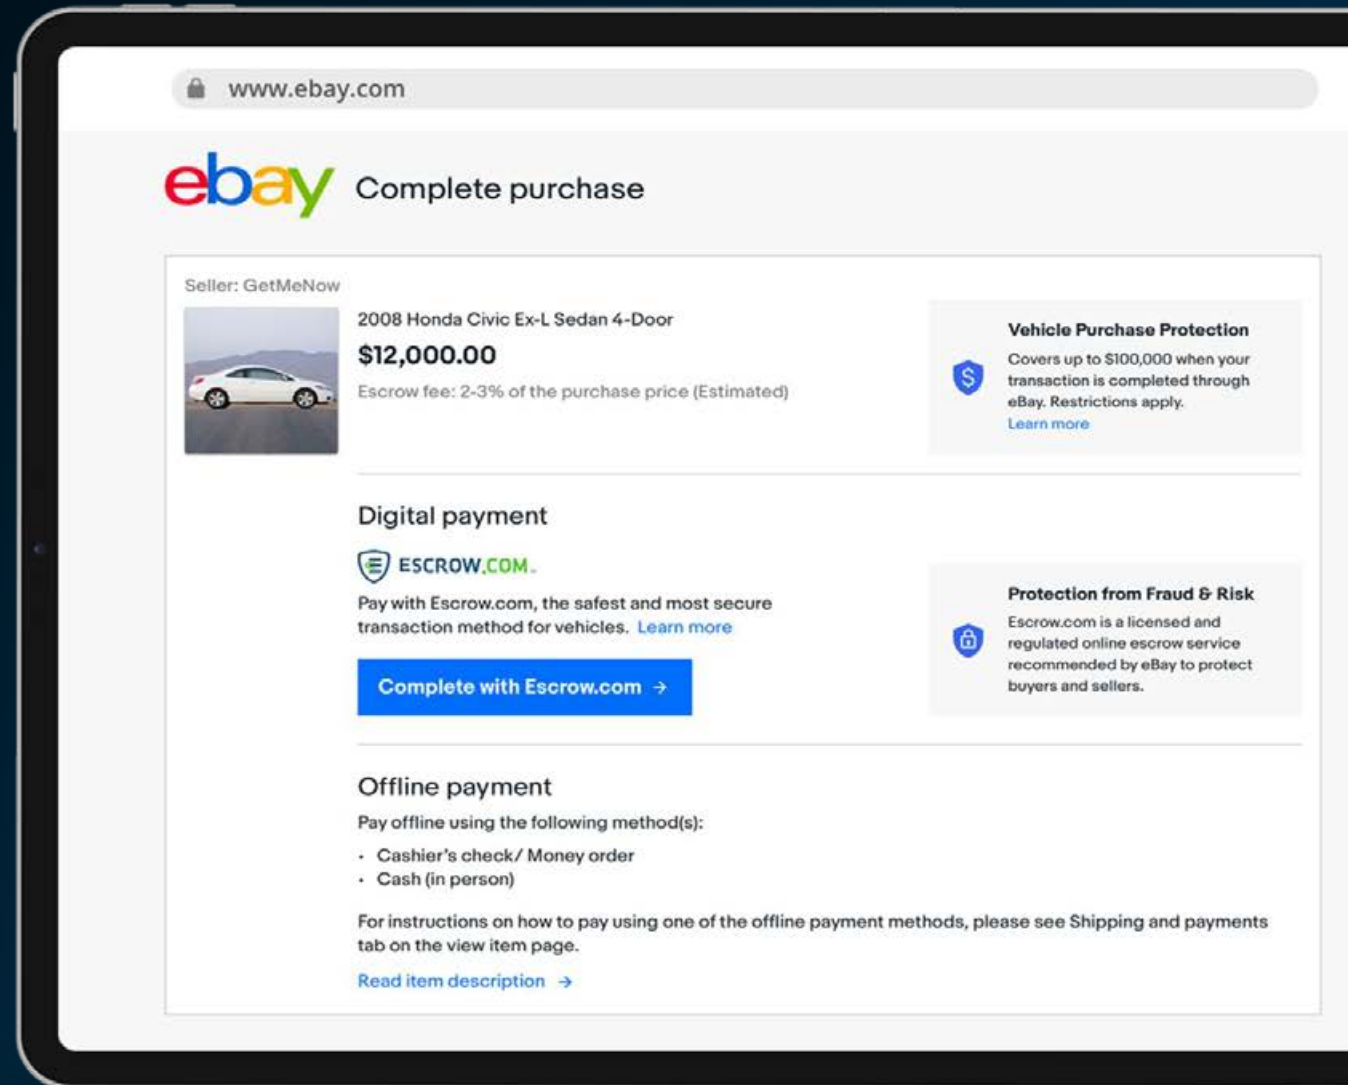 www.ebay.com
ebay Complete purchase
Seller: GetMeNow
2008 Honda Civic Ex-L Sedan 4-Door
$12,000.00
Escrow fee: 2-3% of the purchase price (Estimated)
Vehicle Purchase Protection
Covers up to $100,000 when your
transaction is completed through
eBay. Restrictions apply.
Learn more
Digital payment
ESCROW.COM
Pay with Escrow.com, the safest and most secure
transaction method for vehicles. Learn more
Complete with Escrow.com →
Protection from Fraud & Risk
Escrow.com is a licensed and
regulated online escrow service
recommended by eBay to protect
buyers and sellers.
Offline payment
Pay offline using the following method(s):
• Cashier's check/ Money order
• Cash (in person)
For instructions on how to pay using one of the offline payment methods, please see Shipping and payments
tab on the view item page.
Read item description →